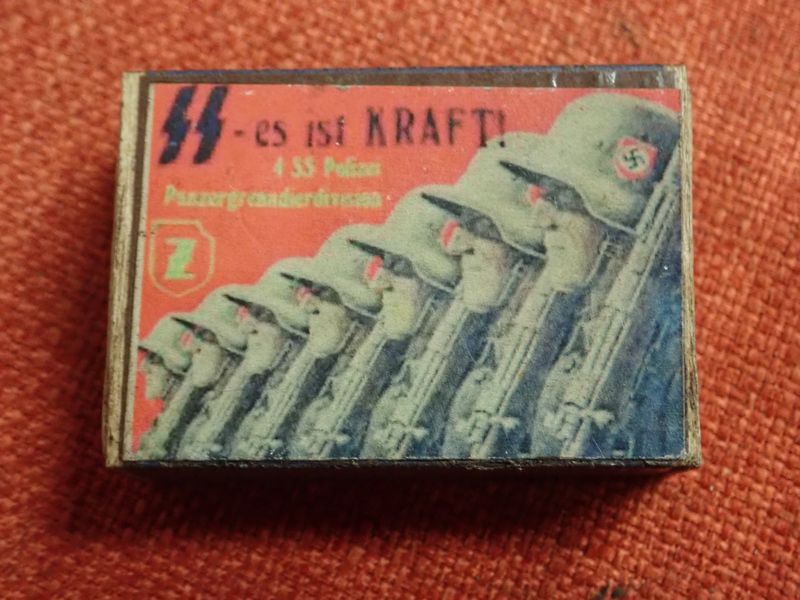 SS - es ist KRAFT!
4 SS Polizei
Panzergrenadierdivision
Z